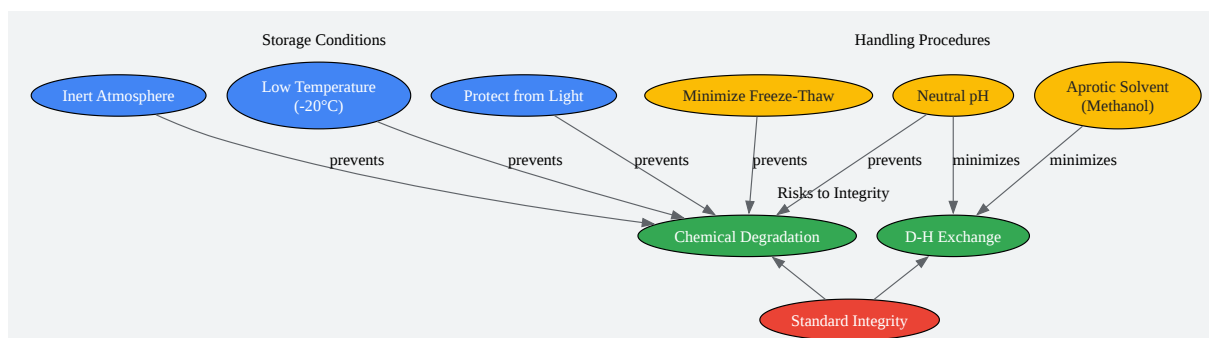 Storage Conditions
Handling Procedures
Inert Atmosphere
Low Temperature
(-20°C)
Protect from Light
Minimize Freeze-Thaw
Neutral pH
Aprotic Solvent
(Methanol)
prevents
prevents
prevents
prevents
prevents
minimizes
minimizes
Risks to Integrity
Chemical Degradation
D-H Exchange
Standard Integrity